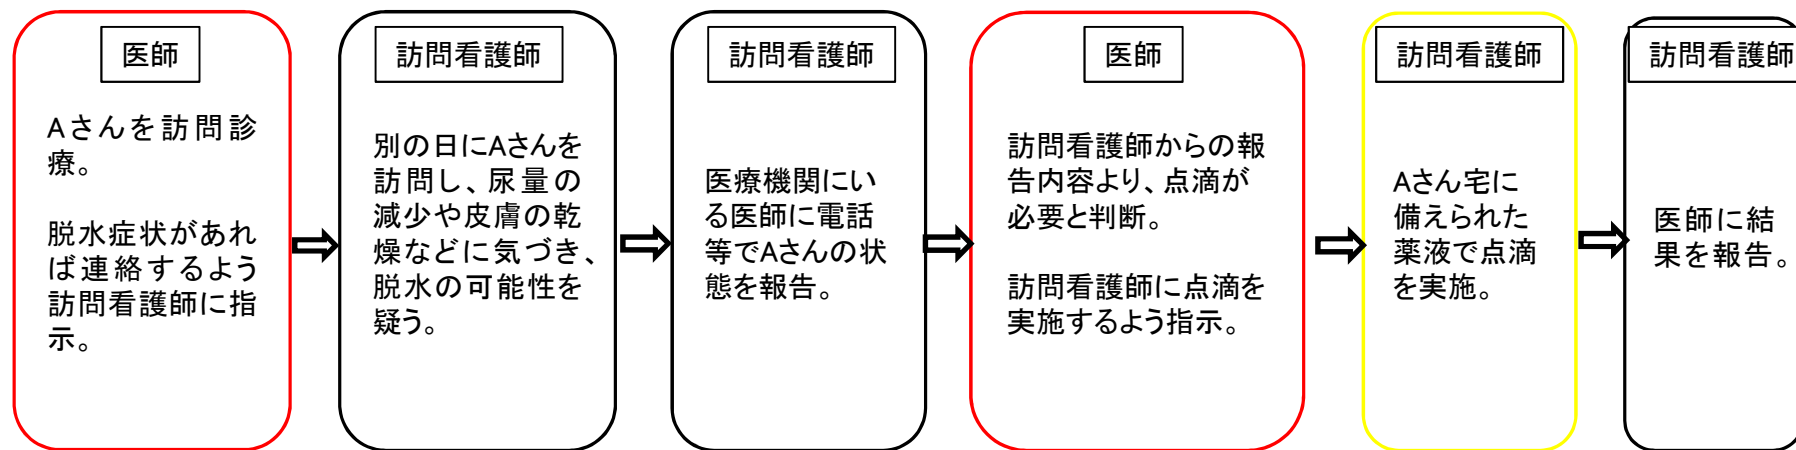 医師
Aさんを訪問診
療。
脱水症状があれ
ば連絡するよう
訪問看護師に指
示。
訪問看護師
別の日にAさんを
訪問し、尿量の
減少や皮膚の乾
燥などに気づき、
脱水の可能性を
疑う。
訪問看護師
医療機関にい
る医師に電話
等でAさんの状
態を報告。
医師
訪問看護師からの報
告内容より、点滴が
必要と判断。
訪問看護師に点滴を
実施するよう指示。
訪問看護師
Aさん宅に
備えられた
薬液で点滴
を実施。
訪問看護師
医師に結
果を報告。